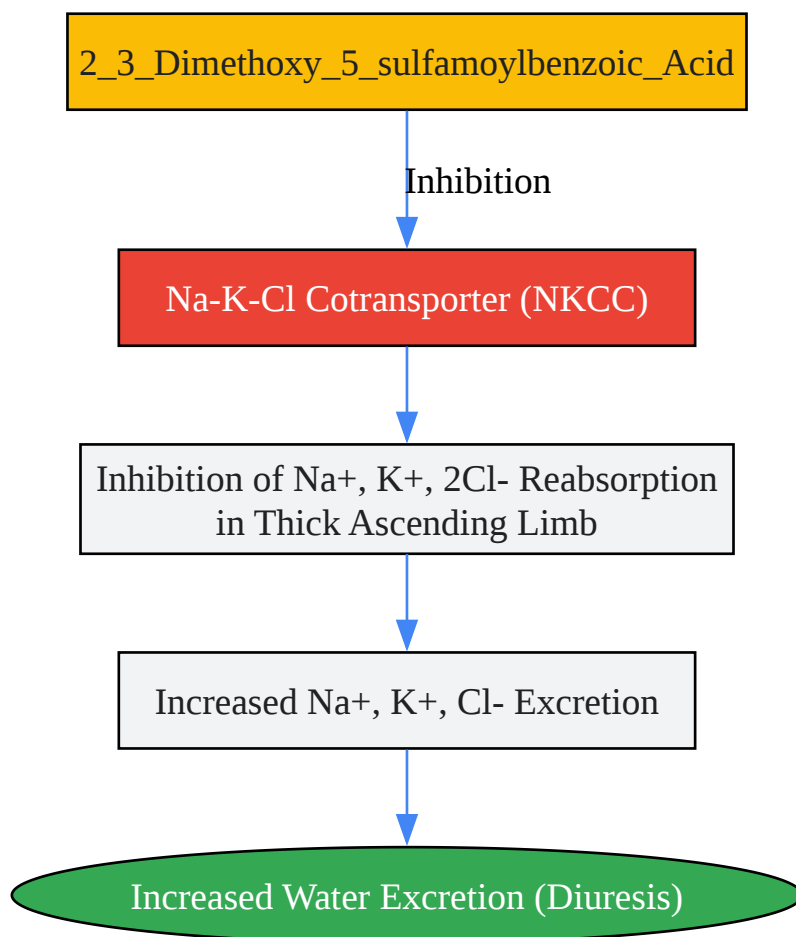 2_3_Dimethoxy_5_sulfamoylbenzoic_Acid
Inhibition
Na-K-Cl Cotransporter (NKCC)
Inhibition of Na+, K+, 2Cl- Reabsorption
in Thick Ascending Limb
Increased Na+, K+, Cl- Excretion
Increased Water Excretion (Diuresis)